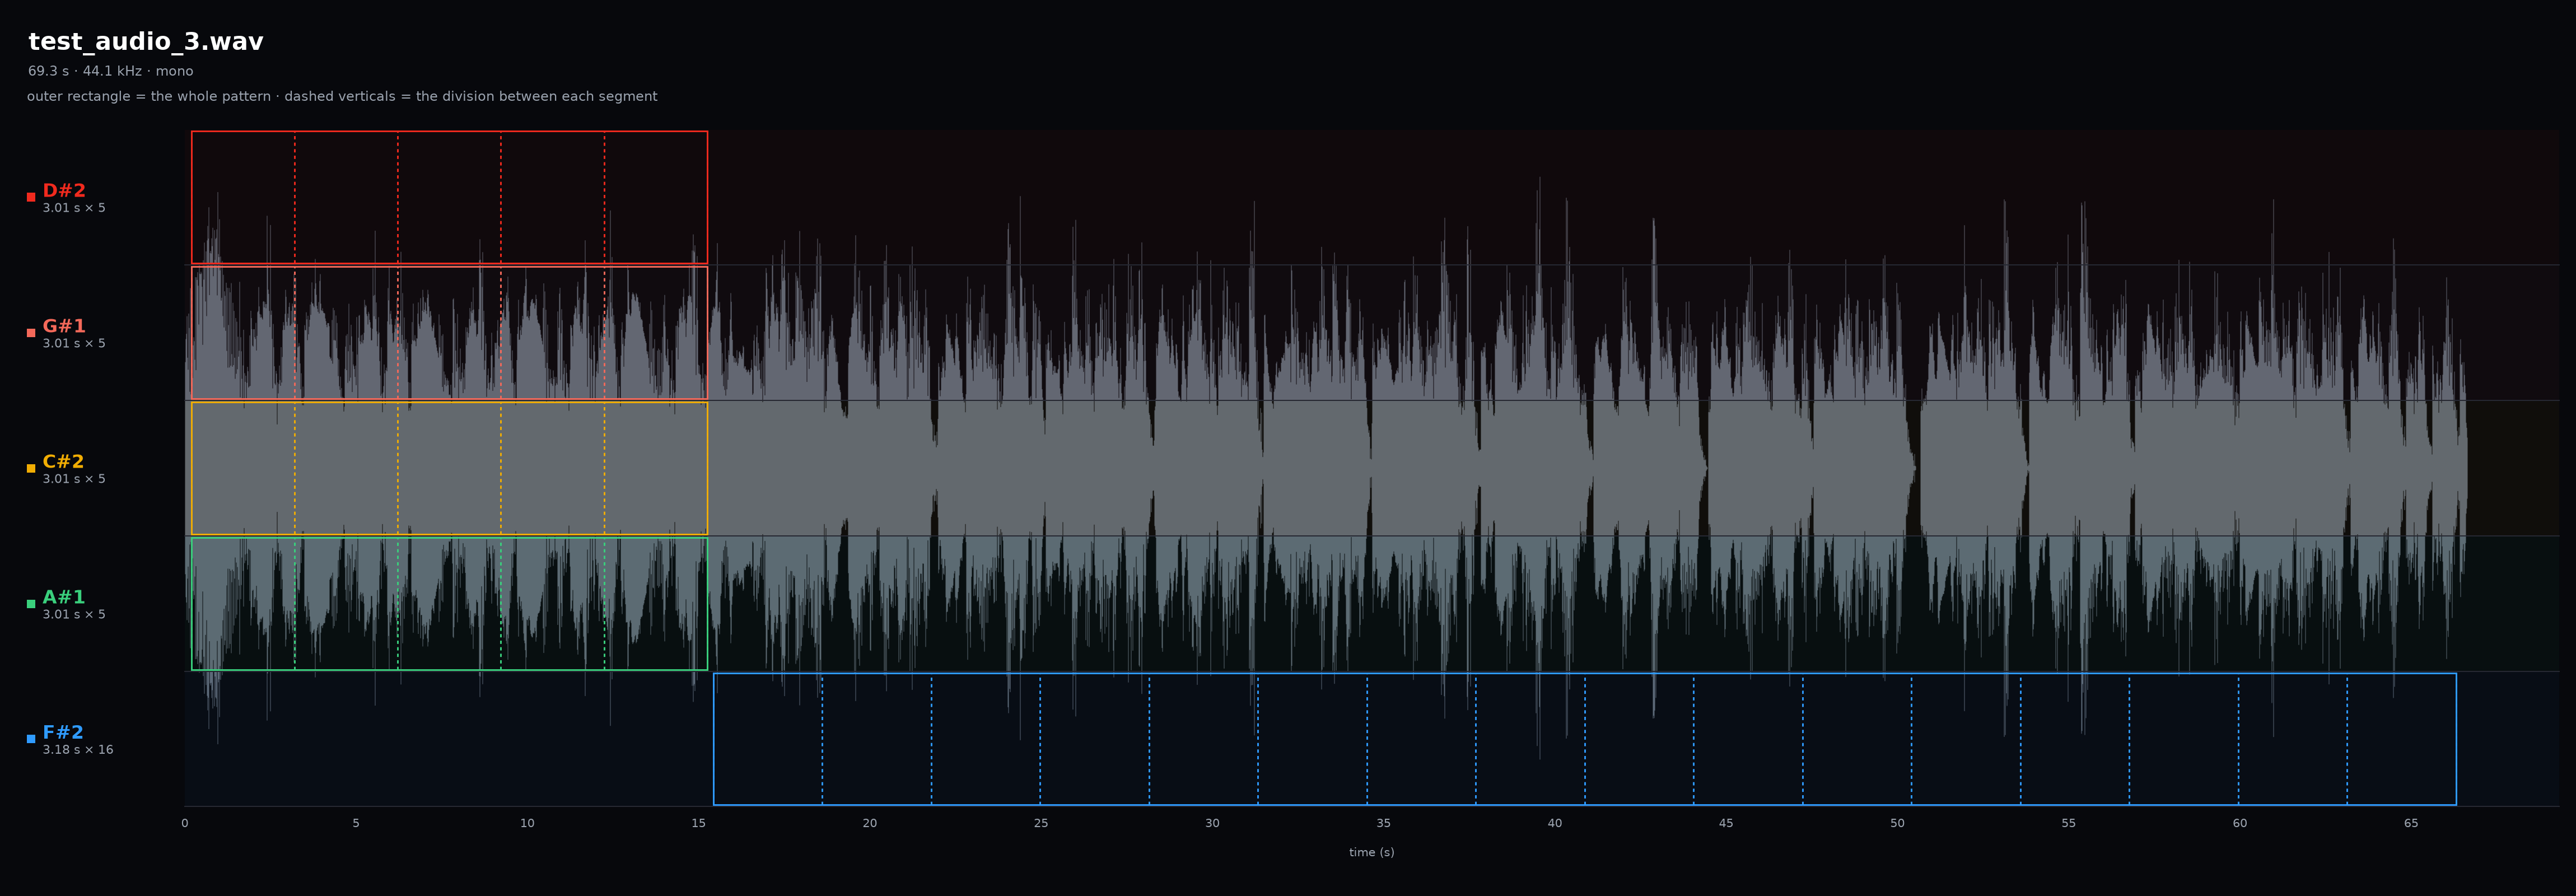 test_audio_3.wav
69.3 s · 44.1 kHz · mono
outer rectangle = the whole pattern · dashed verticals = the division between each segment
D#2
3.01 s × 5
G#1
3.01 s × 5
C#2
3.01 s × 5
A#1
3.01 s × 5
F#2
3.18 s × 16
0 5 10 15 20 25 30 35 40 45 50 55 60 65
time (s)